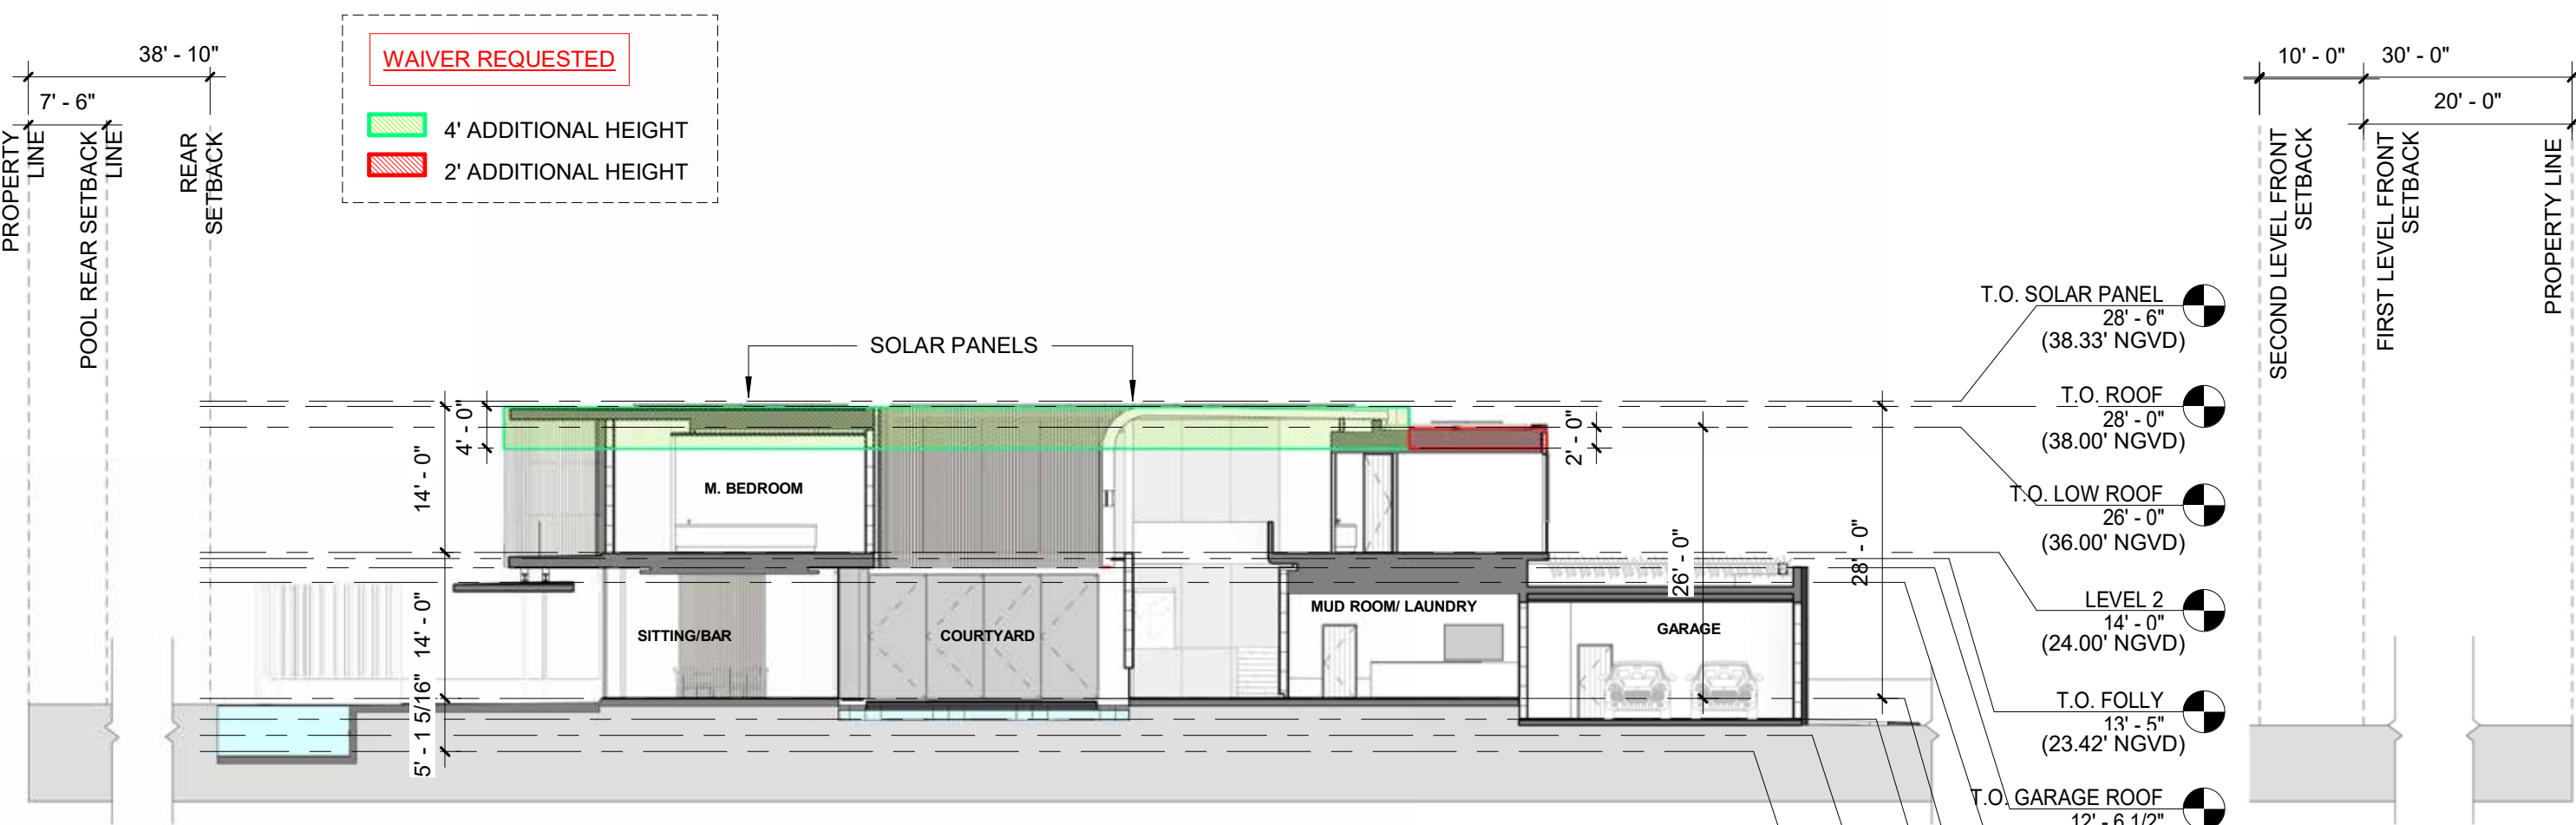 38' - 10"
7' - 6"
PROPERTY
LINE
POOL REAR SETBACK
LINE
REAR
SETBACK
WAIVER REQUESTED
4' ADDITIONAL HEIGHT
2' ADDITIONAL HEIGHT
10' - 0"
30' - 0"
20' - 0"
SECOND LEVEL FRONT
SETBACK
FIRST LEVEL FRONT
SETBACK
PROPERTY LINE
SOLAR PANELS
4' - 0"
14' - 0"
14' - 0"
5' - 1 5/16"
2' - 0"
26' - 0"
28' - 0"
M. BEDROOM
SITTING/BAR
COURTYARD
MUD ROOM/ LAUNDRY
GARAGE
T.O. SOLAR PANEL
28' - 6"
(38.33' NGVD)
T.O. ROOF
28' - 0"
(38.00' NGVD)
T.O. LOW ROOF
26' - 0"
(36.00' NGVD)
LEVEL 2
14' - 0"
(24.00' NGVD)
T.O. FOLLY
13' - 5"
(23.42' NGVD)
T.O. GARAGE ROOF
12' - 6 1/2"